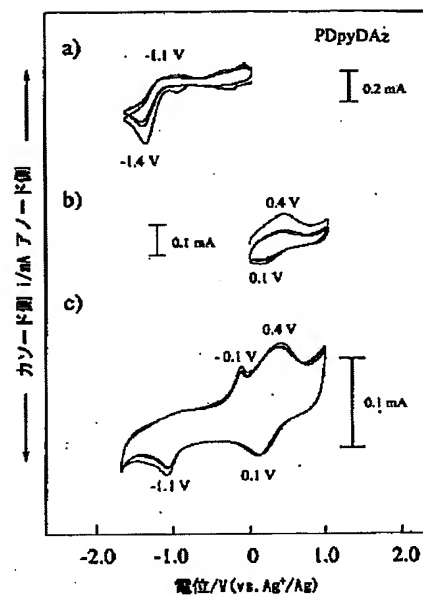 PDpyDAz
a)
-1.1 V
0.2 mA
-1.4 V
b)
0.4 V
0.1 mA
0.1 V
c)
-0.1 V
0.4 V
0.1 mA
-1.1 V
0.1 V
← カソード側 i/mA アノード側 →
-2.0 -1.0 0 1.0 2.0
電位/V(vs. Ag⁺/Ag)